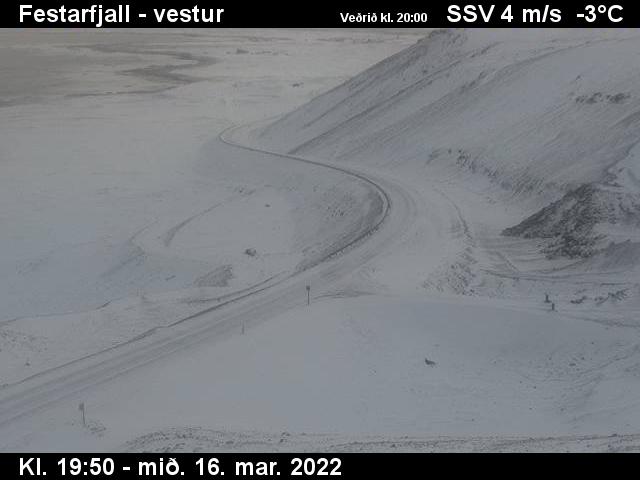 Festarfjall - vestur Veðrið kl. 20:00 SSV 4 m/s -3°C
Kl. 19:50 - mið. 16. mar. 2022